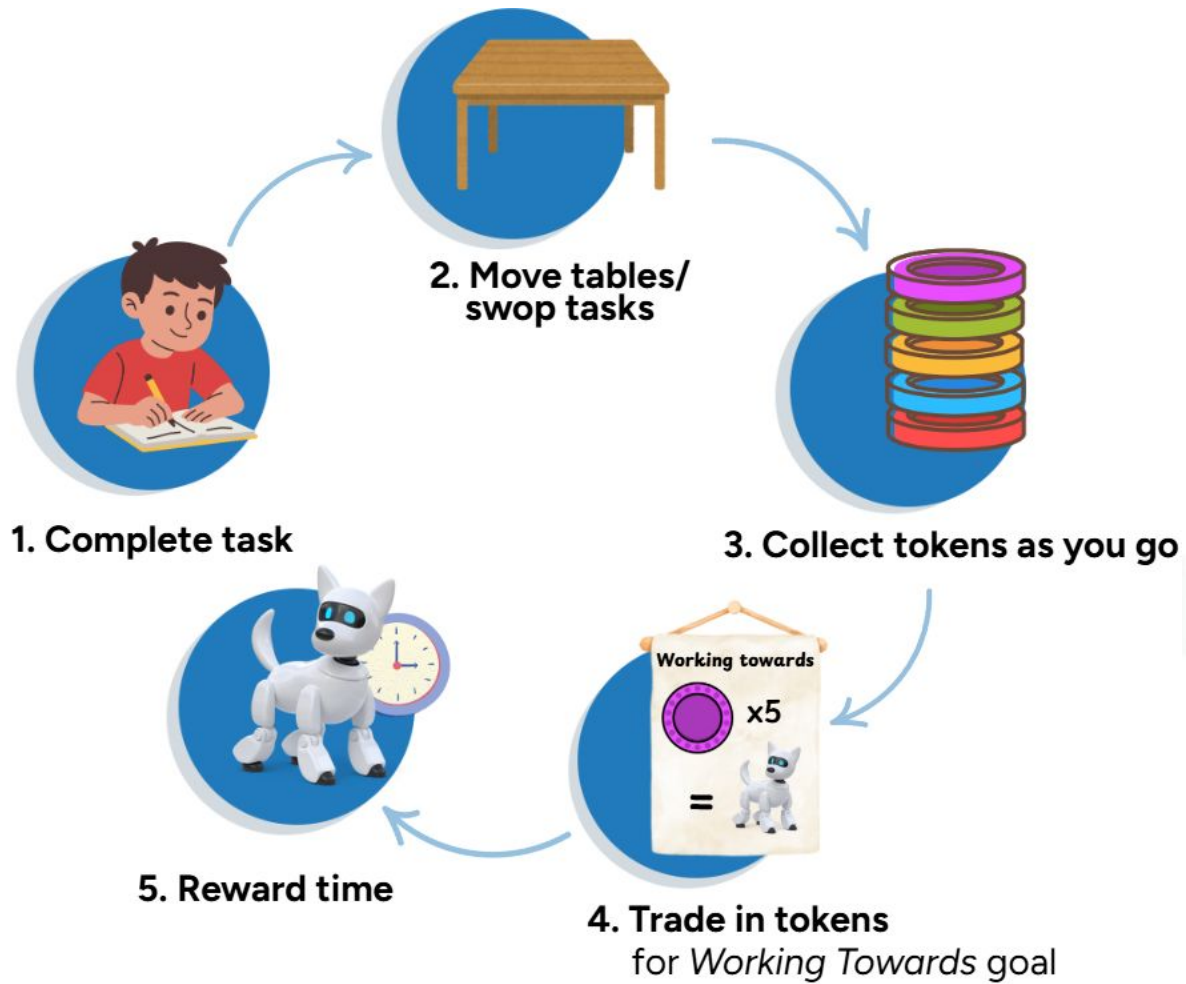 2. Move tables/
swop tasks
1. Complete task
3. Collect tokens as you go
Working towards
x5
=
5. Reward time
4. Trade in tokens
for Working Towards goal